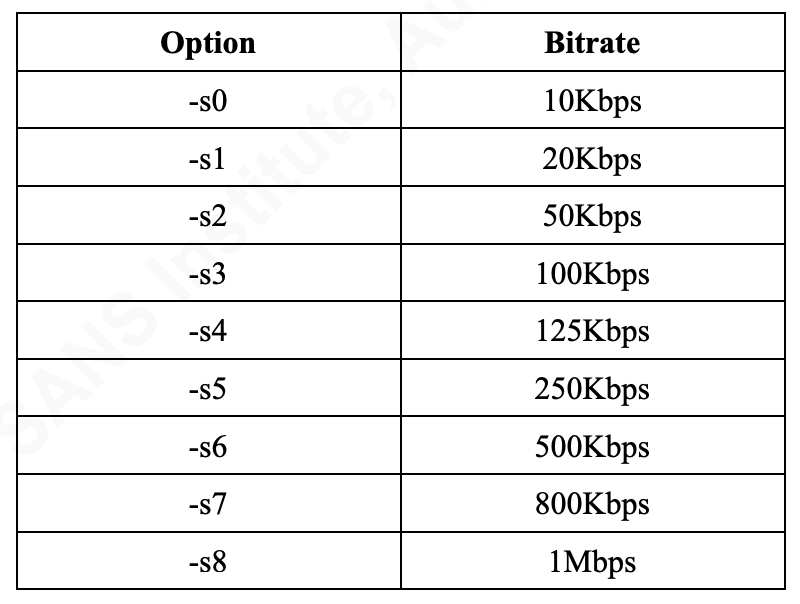 Option Bitrate
-s0 10Kbps
-s1 20Kbps
-s2 50Kbps
-s3 100Kbps
-s4 125Kbps
-s5 250Kbps
-s6 500Kbps
-s7 800Kbps
-s8 1Mbps
SANS Institute, Au